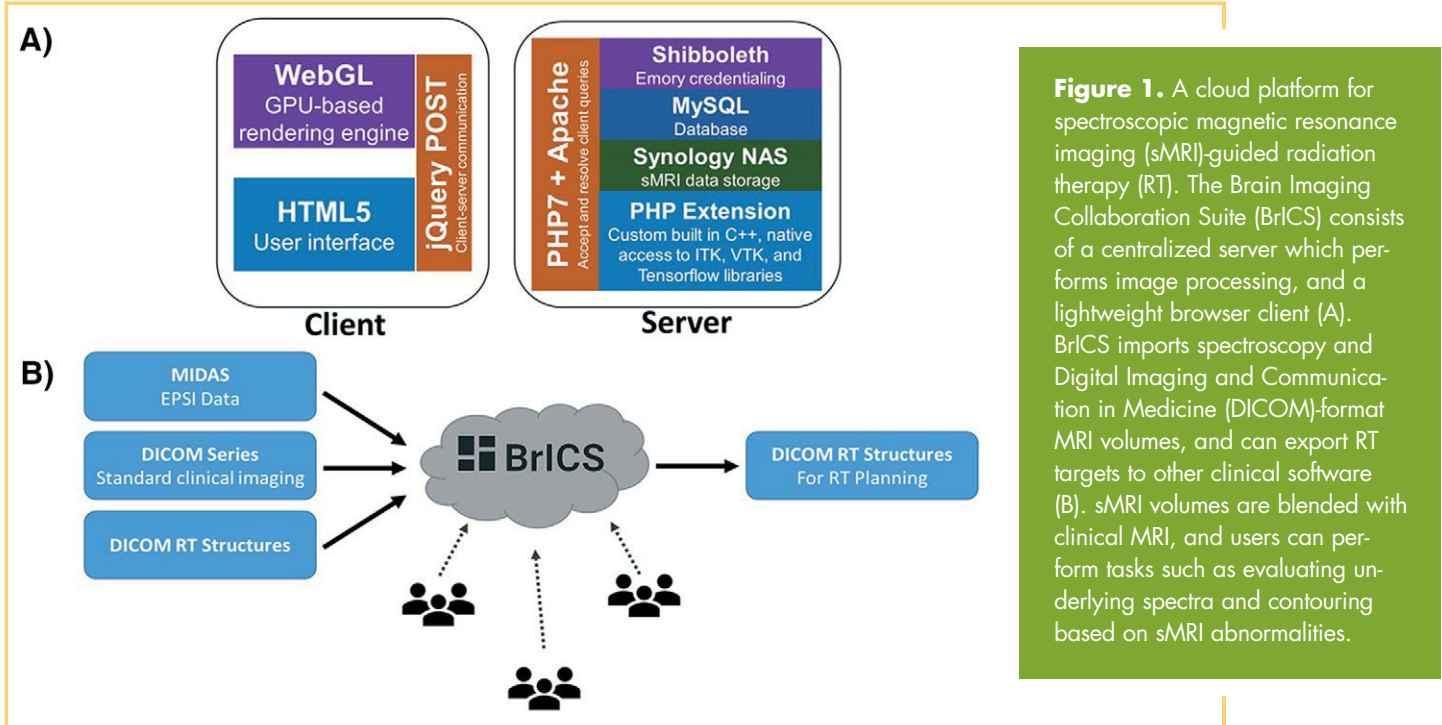 A)
WebGL
GPU-based
rendering engine
HTML5
User interface
jQuery POST
Client-server communication
Client
PHP7 + Apache
Accept and resolve client queries
Shibboleth
Emory credentialing
MySQL
Database
Synology NAS
sMRI data storage
PHP Extension
Custom built in C++, native
access to ITK, VTK, and
Tensorflow libraries
Server
B)
MIDAS
EPSI Data
DICOM Series
Standard clinical imaging
DICOM RT Structures
BrICS
DICOM RT Structures
For RT Planning
Figure 1. A cloud platform for
spectroscopic magnetic resonance
imaging (sMRI)-guided radiation
therapy (RT). The Brain Imaging
Collaboration Suite (BrICS) consists
of a centralized server which per-
forms image processing, and a
lightweight browser client (A).
BrICS imports spectroscopy and
Digital Imaging and Communica-
tion in Medicine (DICOM)-format
MRI volumes, and can export RT
targets to other clinical software
(B). sMRI volumes are blended with
clinical MRI, and users can per-
form tasks such as evaluating un-
derlying spectra and contouring
based on sMRI abnormalities.